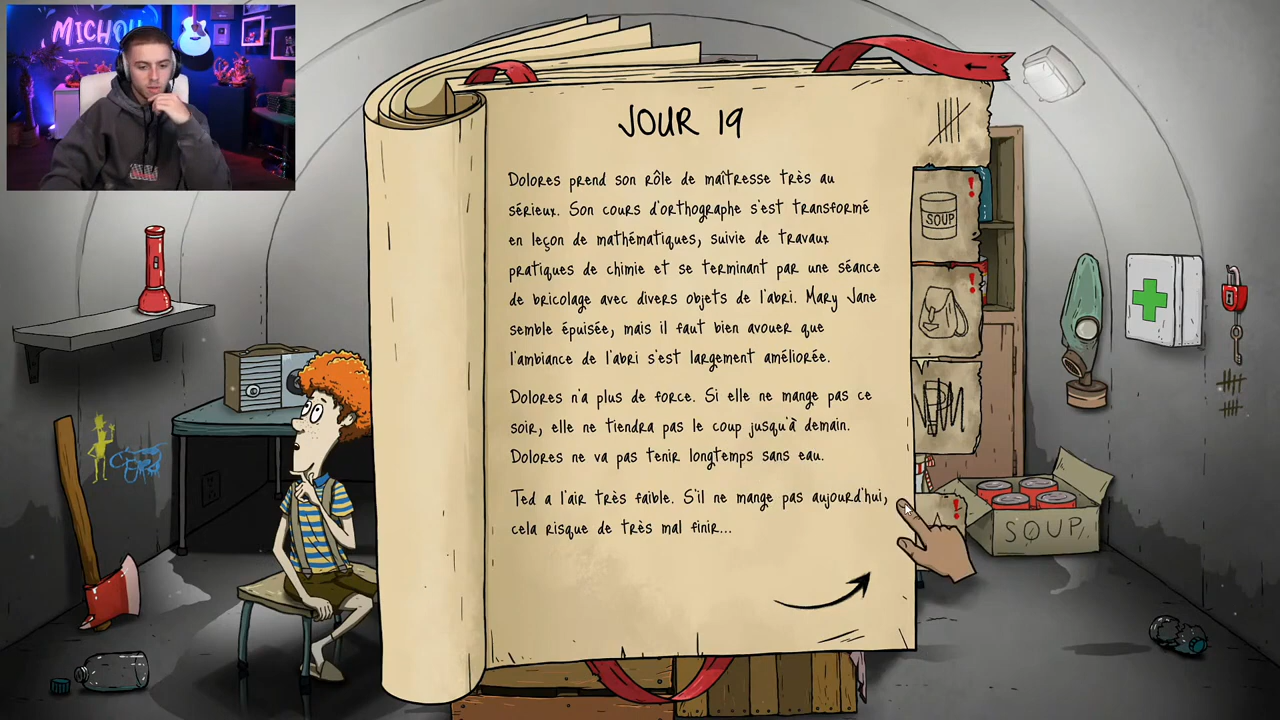 MICHOU
JOUR 19
Dolores prend son rôle de maîtresse très au
sérieux. Son cours d'orthographe s'est transformé
en leçon de mathématiques, suivie de travaux
pratiques de chimie et se terminant par une séance
de bricolage avec divers objets de l'abri. Mary Jane
semble épuisée, mais il faut bien avouer que
l'ambiance de l'abri s'est largement améliorée.
Dolores n'a plus de force. Si elle ne mange pas ce
soir, elle ne tiendra pas le coup jusqu'à demain.
Dolores ne va pas tenir longtemps sans eau.
Ted a l'air très faible. S'il ne mange pas aujourd'hui,
cela risque de très mal finir...
SOUP
!
!
!
SOUP